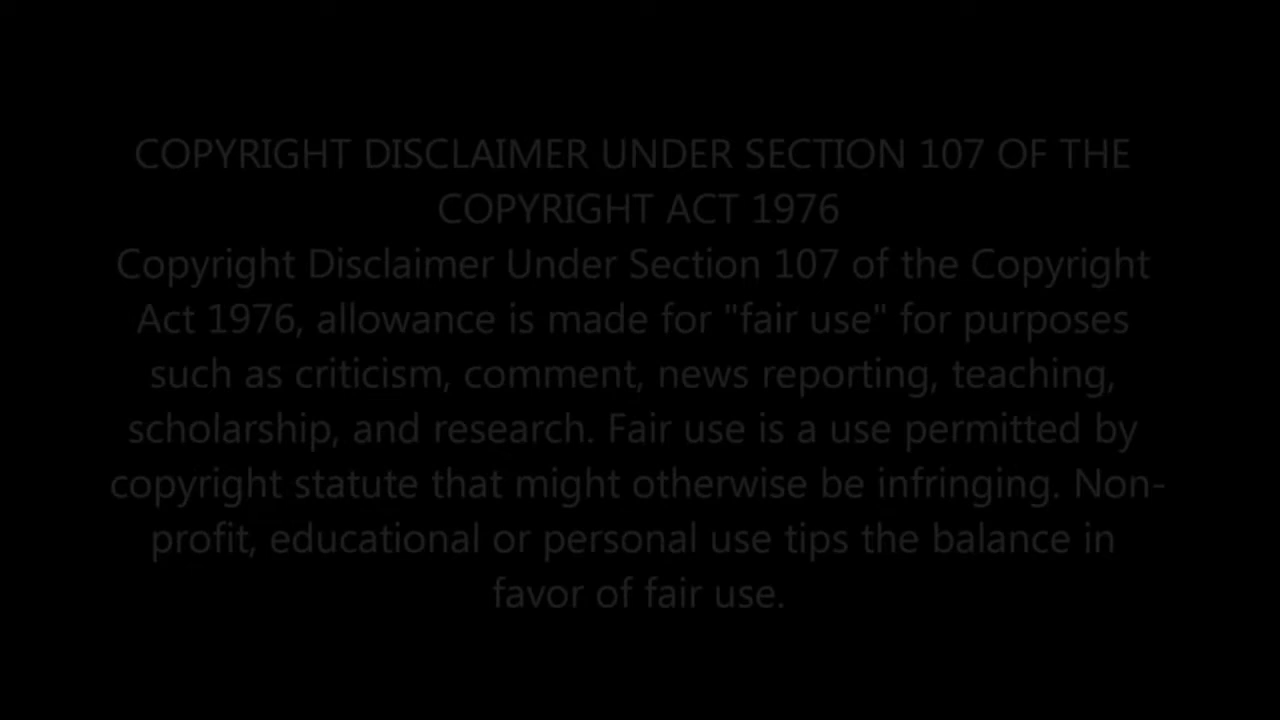 COPYRIGHT DISCLAIMER UNDER SECTION 107 OF THE
COPYRIGHT ACT 1976
Copyright Disclaimer Under Section 107 of the Copyright
Act 1976, allowance is made for "fair use" for purposes
such as criticism, comment, news reporting, teaching,
scholarship, and research. Fair use is a use permitted by
copyright statute that might otherwise be infringing. Non-
profit, educational or personal use tips the balance in
favor of fair use.